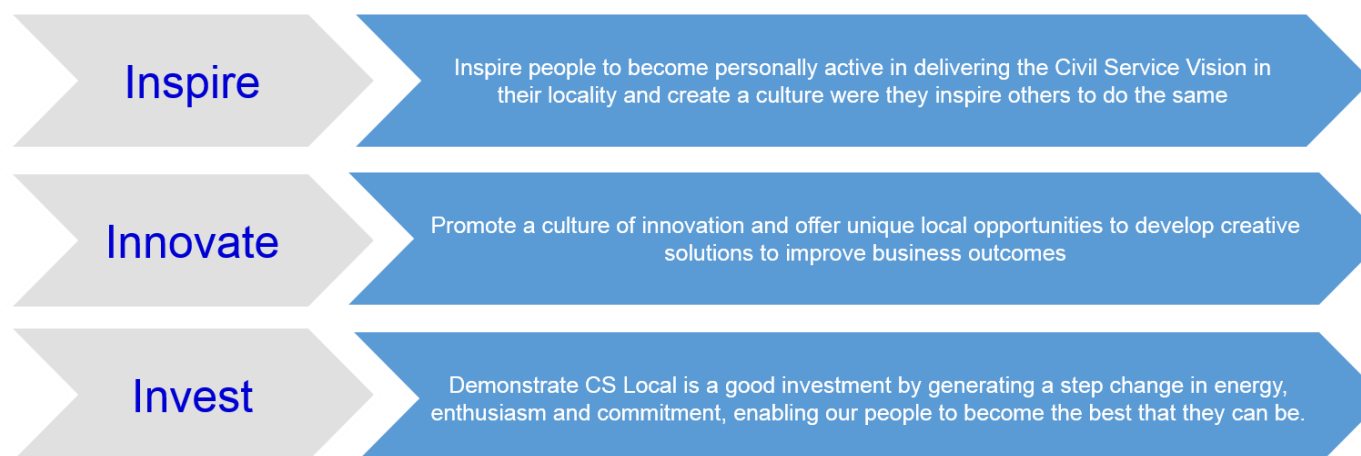 Inspire
Inspire people to become personally active in delivering the Civil Service Vision in
their locality and create a culture were they inspire others to do the same
Innovate
Promote a culture of innovation and offer unique local opportunities to develop creative
solutions to improve business outcomes
Invest
Demonstrate CS Local is a good investment by generating a step change in energy,
enthusiasm and commitment, enabling our people to become the best that they can be.